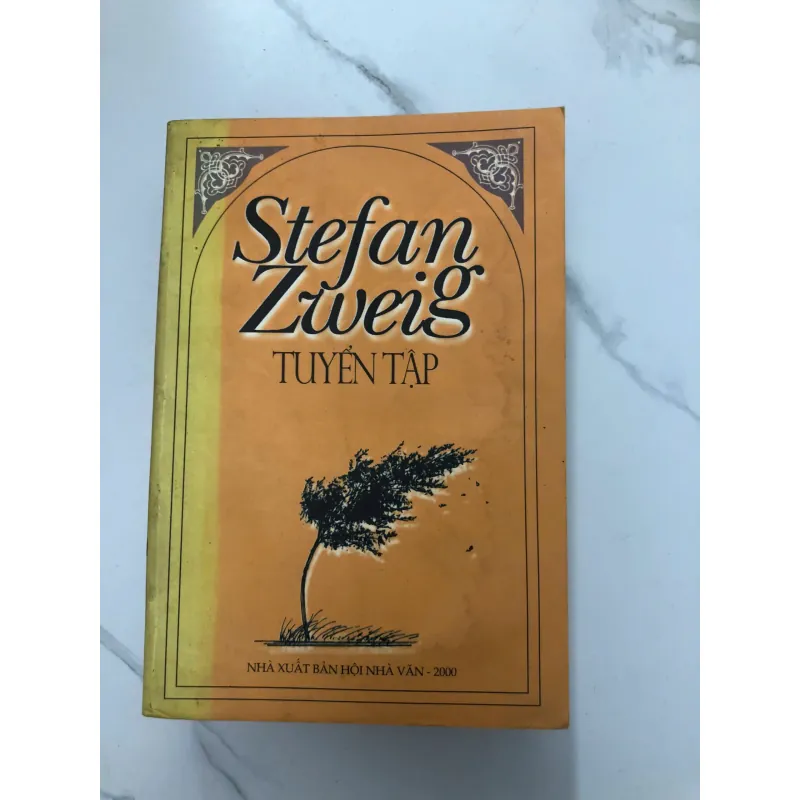 Stefan
Zweig
TUYỂN TẬP
NHÀ XUẤT BẢN HỘI NHÀ VĂN - 2000